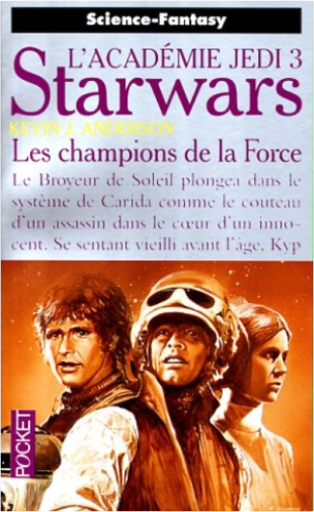 Science-Fantasy
L'ACADÉMIE JEDI 3
Starwars
KEVIN J. ANDERSON
Les champions de la Force
Le Broyeur de Soleil plongea dans le
système de Carida comme le couteau
d'un assassin dans le cœur d'un inno-
cent. Se sentant vieilli avant l'âge, Kyp
POCKET